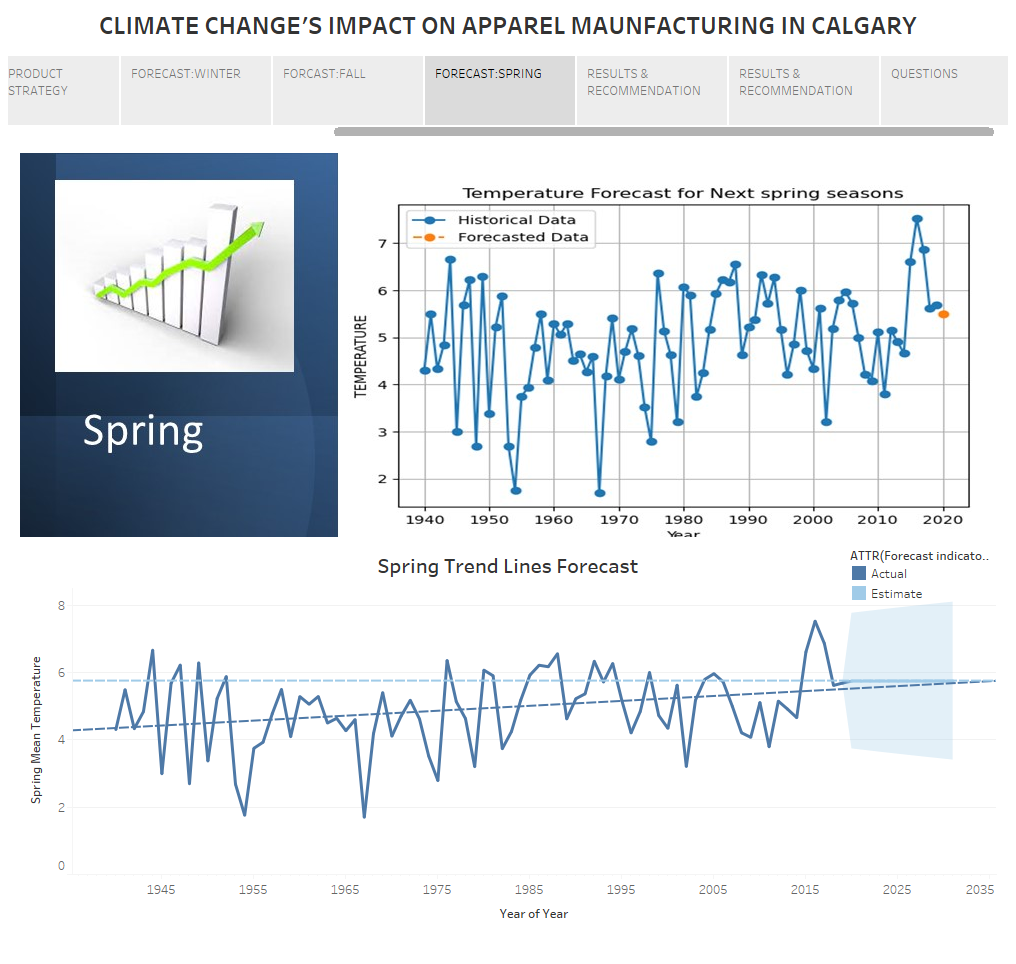 CLIMATE CHANGE’S IMPACT ON APPAREL MAUNFACTURING IN CALGARY
PRODUCT
STRATEGY
FORECAST:WINTER
FORCAST:FALL
FORECAST:SPRING
RESULTS &
RECOMMENDATION
RESULTS &
RECOMMENDATION
QUESTIONS
Spring
Temperature Forecast for Next spring seasons
Historical Data
Forecasted Data
TEMPERATURE
7
6
5
4
3
2
1940 1950 1960 1970 1980 1990 2000 2010 2020
Year
Spring Trend Lines Forecast
ATTR(Forecast indicato..
Actual
Estimate
Spring Mean Temperature
8
6
4
2
0
1945 1955 1965 1975 1985 1995 2005 2015 2025 2035
Year of Year